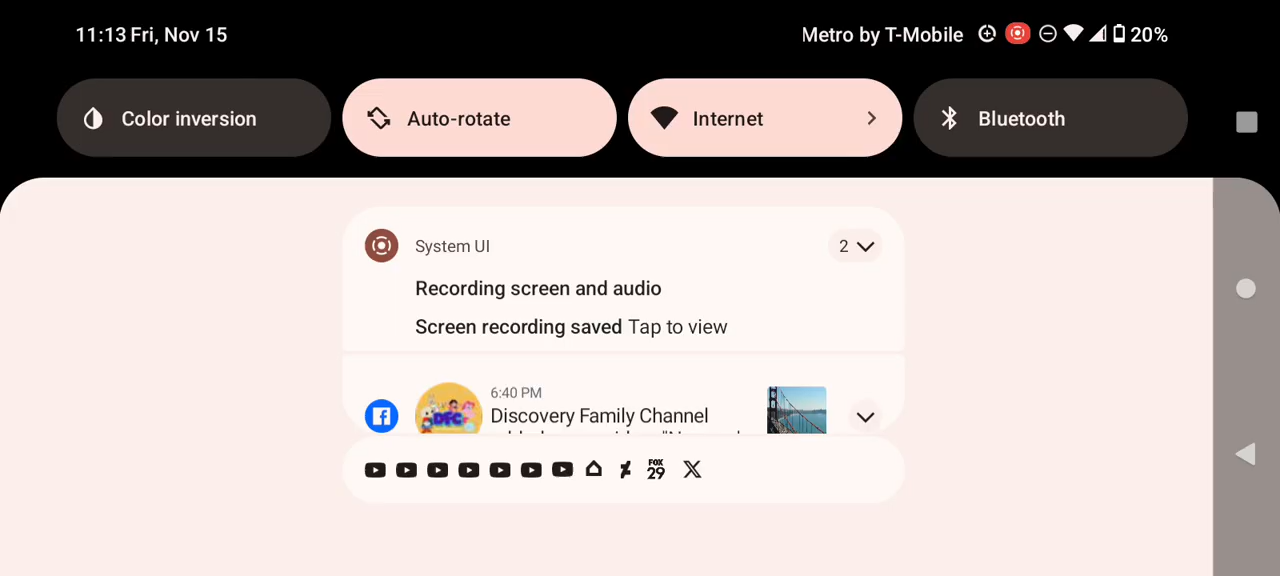 11:13 Fri, Nov 15
Metro by T-Mobile 20%
Color inversion
Auto-rotate
Internet
Bluetooth
System UI
2
Recording screen and audio
Screen recording saved Tap to view
6:40 PM
DFC
Discovery Family Channel
FOX
29